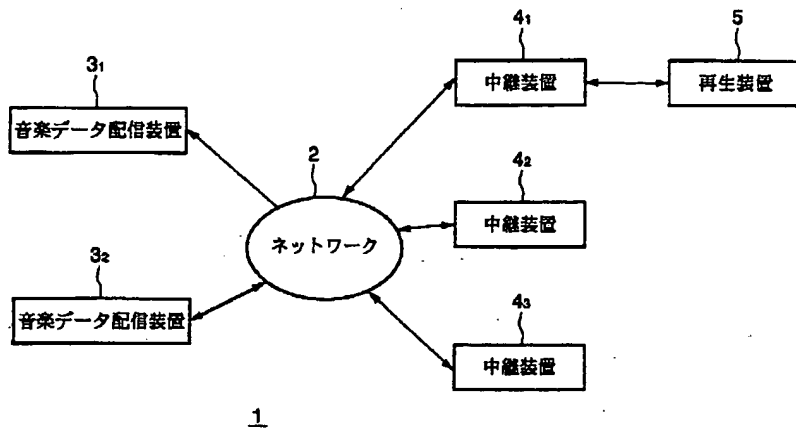 4₁
5
3₁
中継装置
再生装置
音楽データ配信装置
2
4₂
ネットワーク
中継装置
3₂
音楽データ配信装置
4₃
中継装置
1